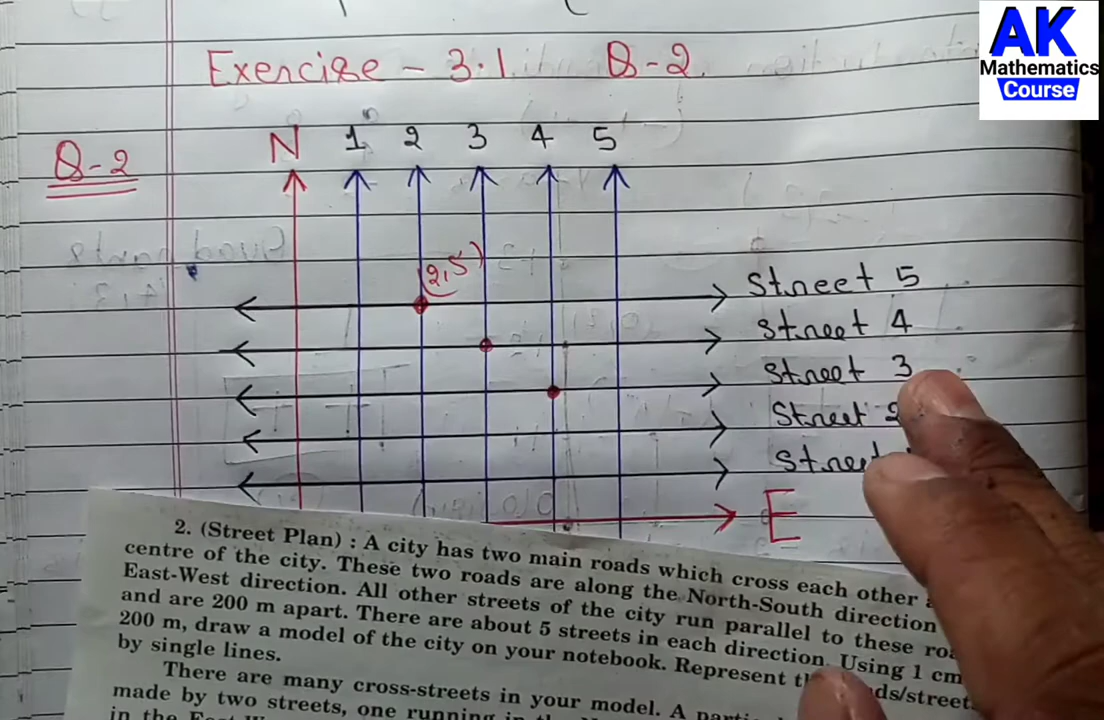 AK
Mathematics
Course
Exercise - 3.1. Q-2.
Q-2
N 1 2 3 4 5
(2,5)
Street 5
Street 4
Street 3
Street 2
Street
E
2. (Street Plan) : A city has two main roads which cross each other
centre of the city. These two roads are along the North-South direction
East-West direction. All other streets of the city run parallel to these
and are 200 m apart. There are about 5 streets in each direction. Using 1 cm
200 m, draw a model of the city on your notebook. Represent
by single lines.
There are many cross-streets in your model. A
made by two streets, one running in
in the